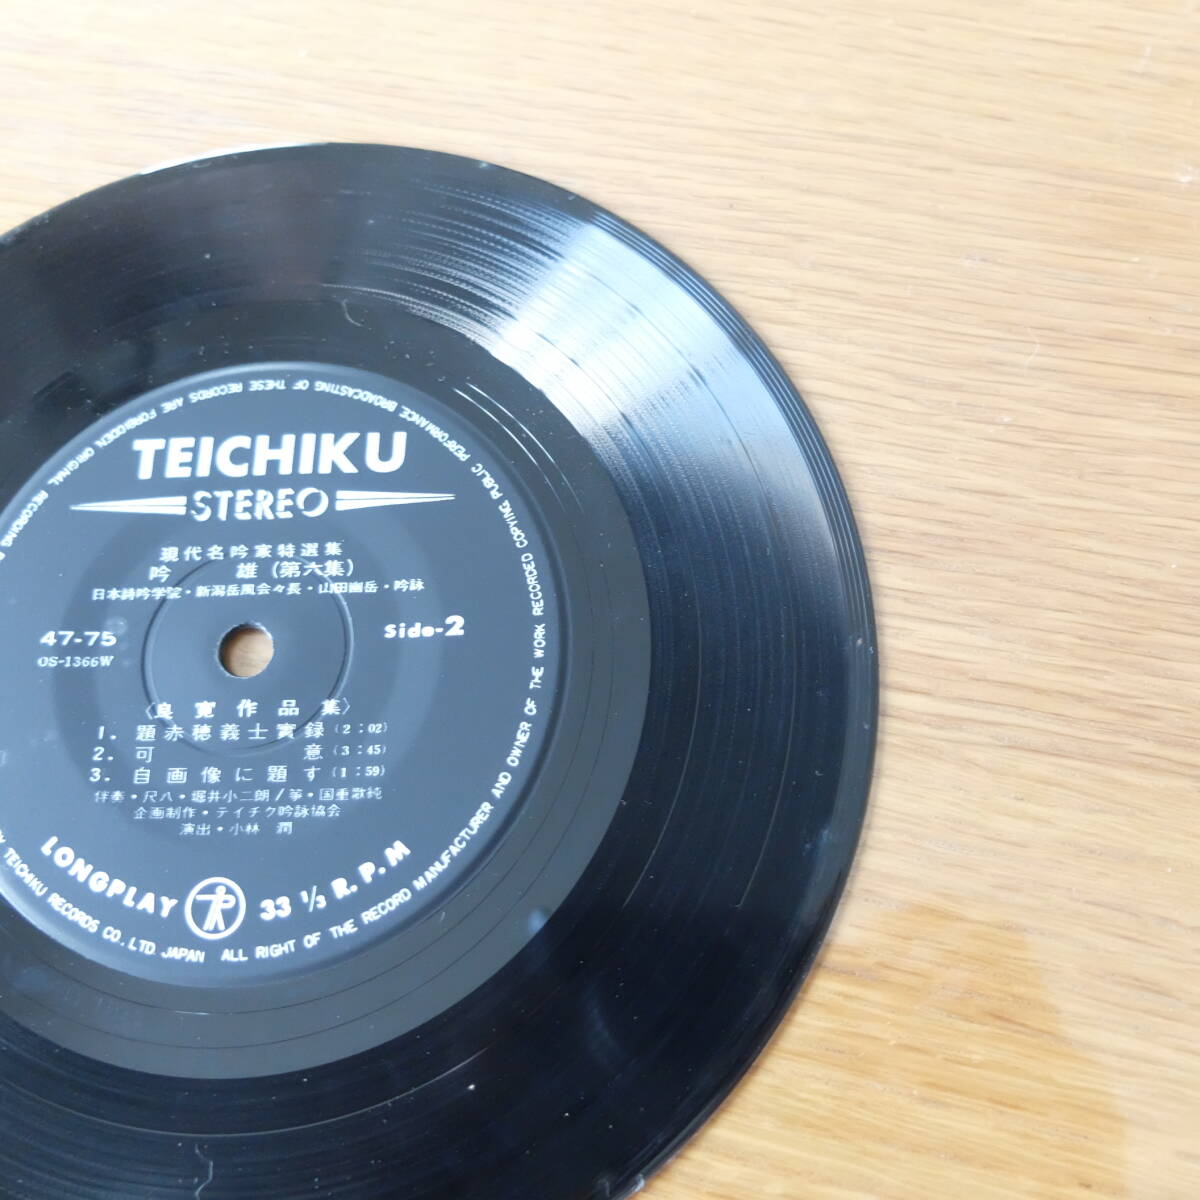 TEICHIKU
STEREO
現代名吟家特選集
吟 雄 (第六集)
日本詩吟学院・新潟岳風会々長・山田幽岳・吟詠
47-75
OS-1366W
Side-2
〈良寛作品集〉
1. 題赤穂義士實録 (2:02)
2. 可 意 (3:45)
3. 自画像に題す (1:59)
伴奏・尺八・堀井小二朗/箏・国重歌純
企画制作・テイチク吟詠協会
演出・小林 潤
LONGPLAY 33 1/3 R.P.M
TEICHIKU RECORDS CO., LTD. JAPAN ALL RIGHT OF THE RECORD MANUFACTURER AND OWNER OF THE WORK RECORDED COPYING PUBLIC PERFORMANCE BROADCASTING OF THESE RECORDS ARE FORBIDDEN ORIGINAL RECORDING